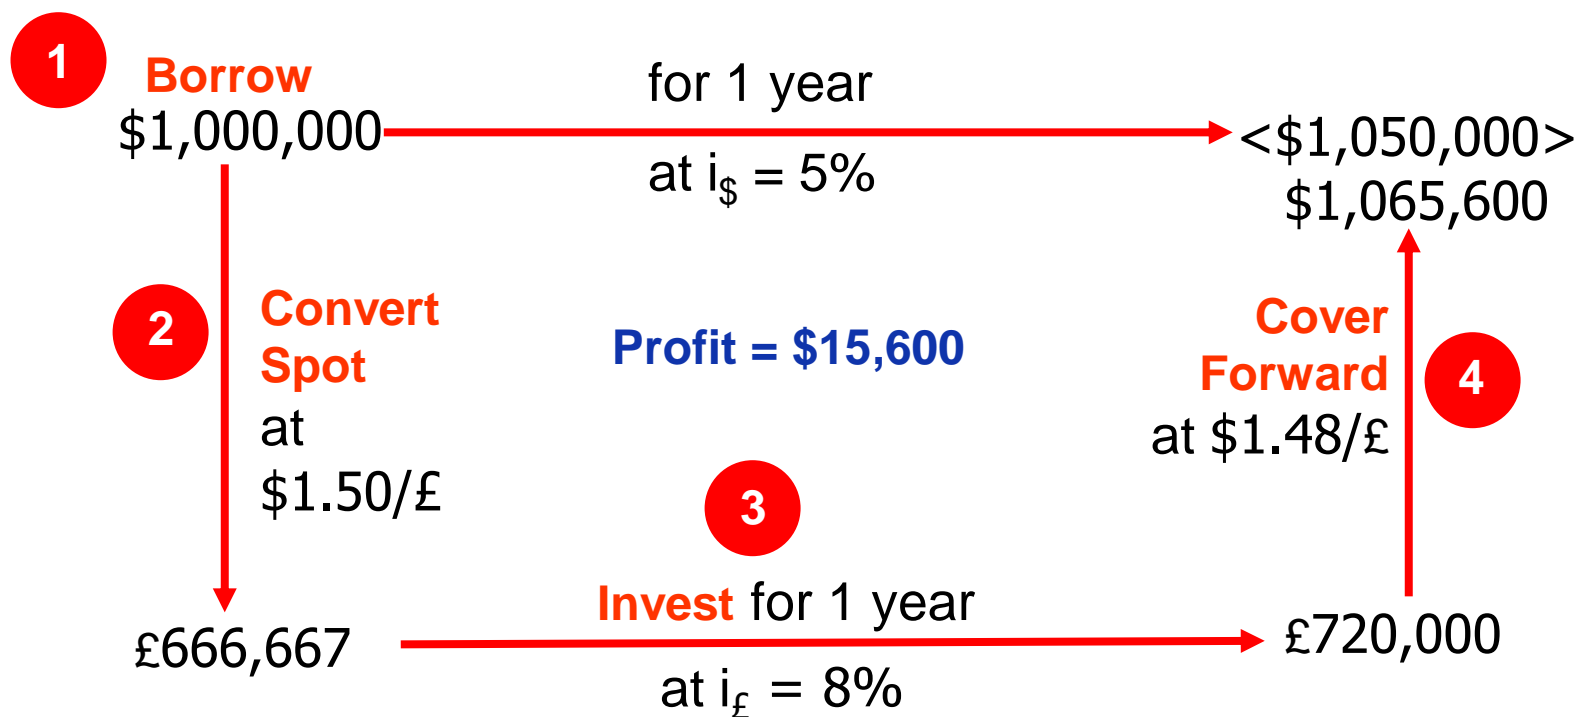 1
Borrow
$1,000,000
for 1 year
at i$ = 5%
<$1,050,000>
$1,065,600
2
Convert
Spot
at
$1.50/£
Profit = $15,600
Cover
Forward
at $1.48/£
4
3
Invest for 1 year
at i£ = 8%
£666,667
£720,000